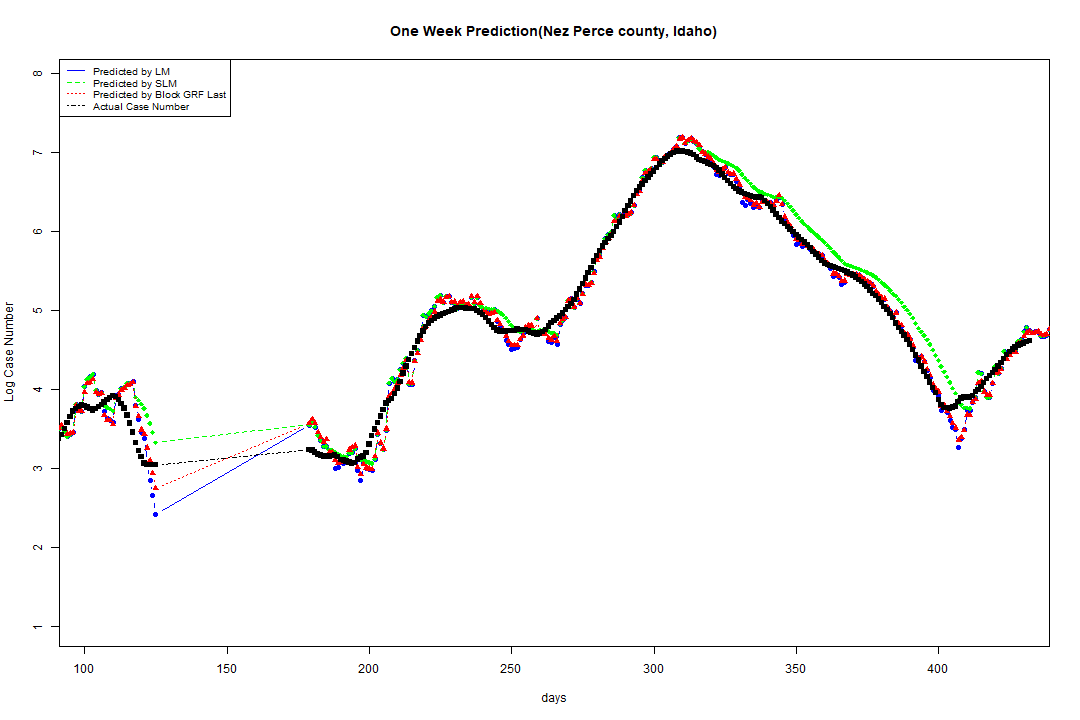 One Week Prediction(Nez Perce county, Idaho)
Predicted by LM
Predicted by SLM
Predicted by Block GRF Last
Actual Case Number
8
7
6
5
4
3
2
1
Log Case Number
100 150 200 250 300 350 400
days